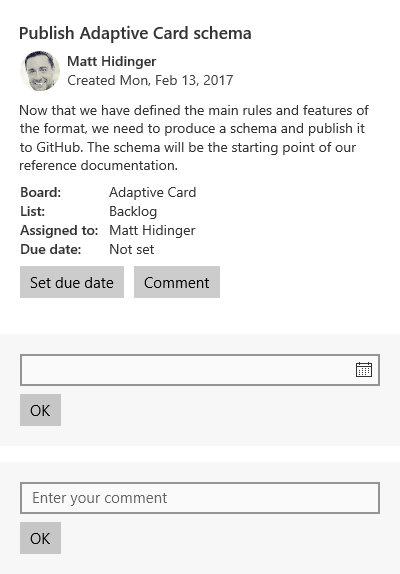 Publish Adaptive Card schema
Matt Hidinger
Created Mon, Feb 13, 2017
Now that we have defined the main rules and features of
the format, we need to produce a schema and publish it
to GitHub. The schema will be the starting point of our
reference documentation.
Board: Adaptive Card
List: Backlog
Assigned to: Matt Hidinger
Due date: Not set
Set due date Comment
OK
Enter your comment
OK